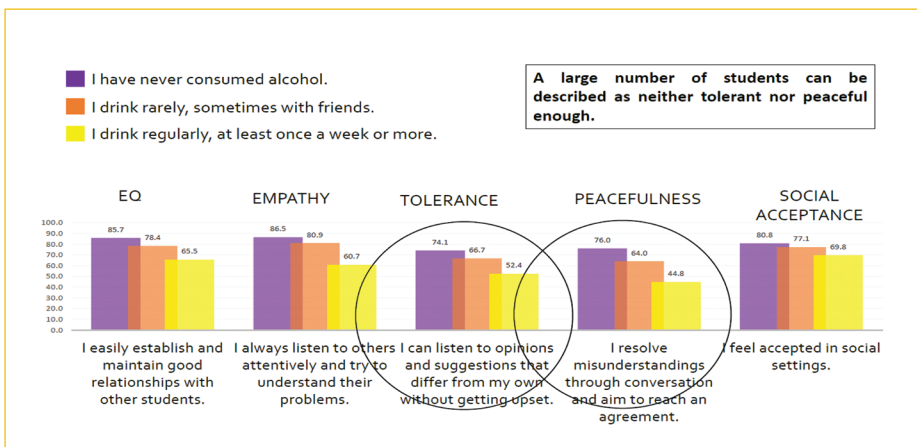 I have never consumed alcohol.
I drink rarely, sometimes with friends.
I drink regularly, at least once a week or more.
A large number of students can be
described as neither tolerant nor peaceful
enough.
EQ
EMPATHY
TOLERANCE
PEACEFULNESS
SOCIAL
ACCEPTANCE
100.0
90.0
80.0
70.0
60.0
50.0
40.0
30.0
20.0
10.0
0.0
85.7
78.4
65.5
86.5
80.9
60.7
74.1
66.7
52.4
76.0
64.0
44.8
80.8
77.1
69.8
I easily establish and
maintain good
relationships with
other students.
I always listen to others
attentively and try to
understand their
problems.
I can listen to opinions
and suggestions that
differ from my own
without getting upset.
I resolve
misunderstandings
through conversation
and aim to reach an
agreement.
I feel accepted in social
settings.